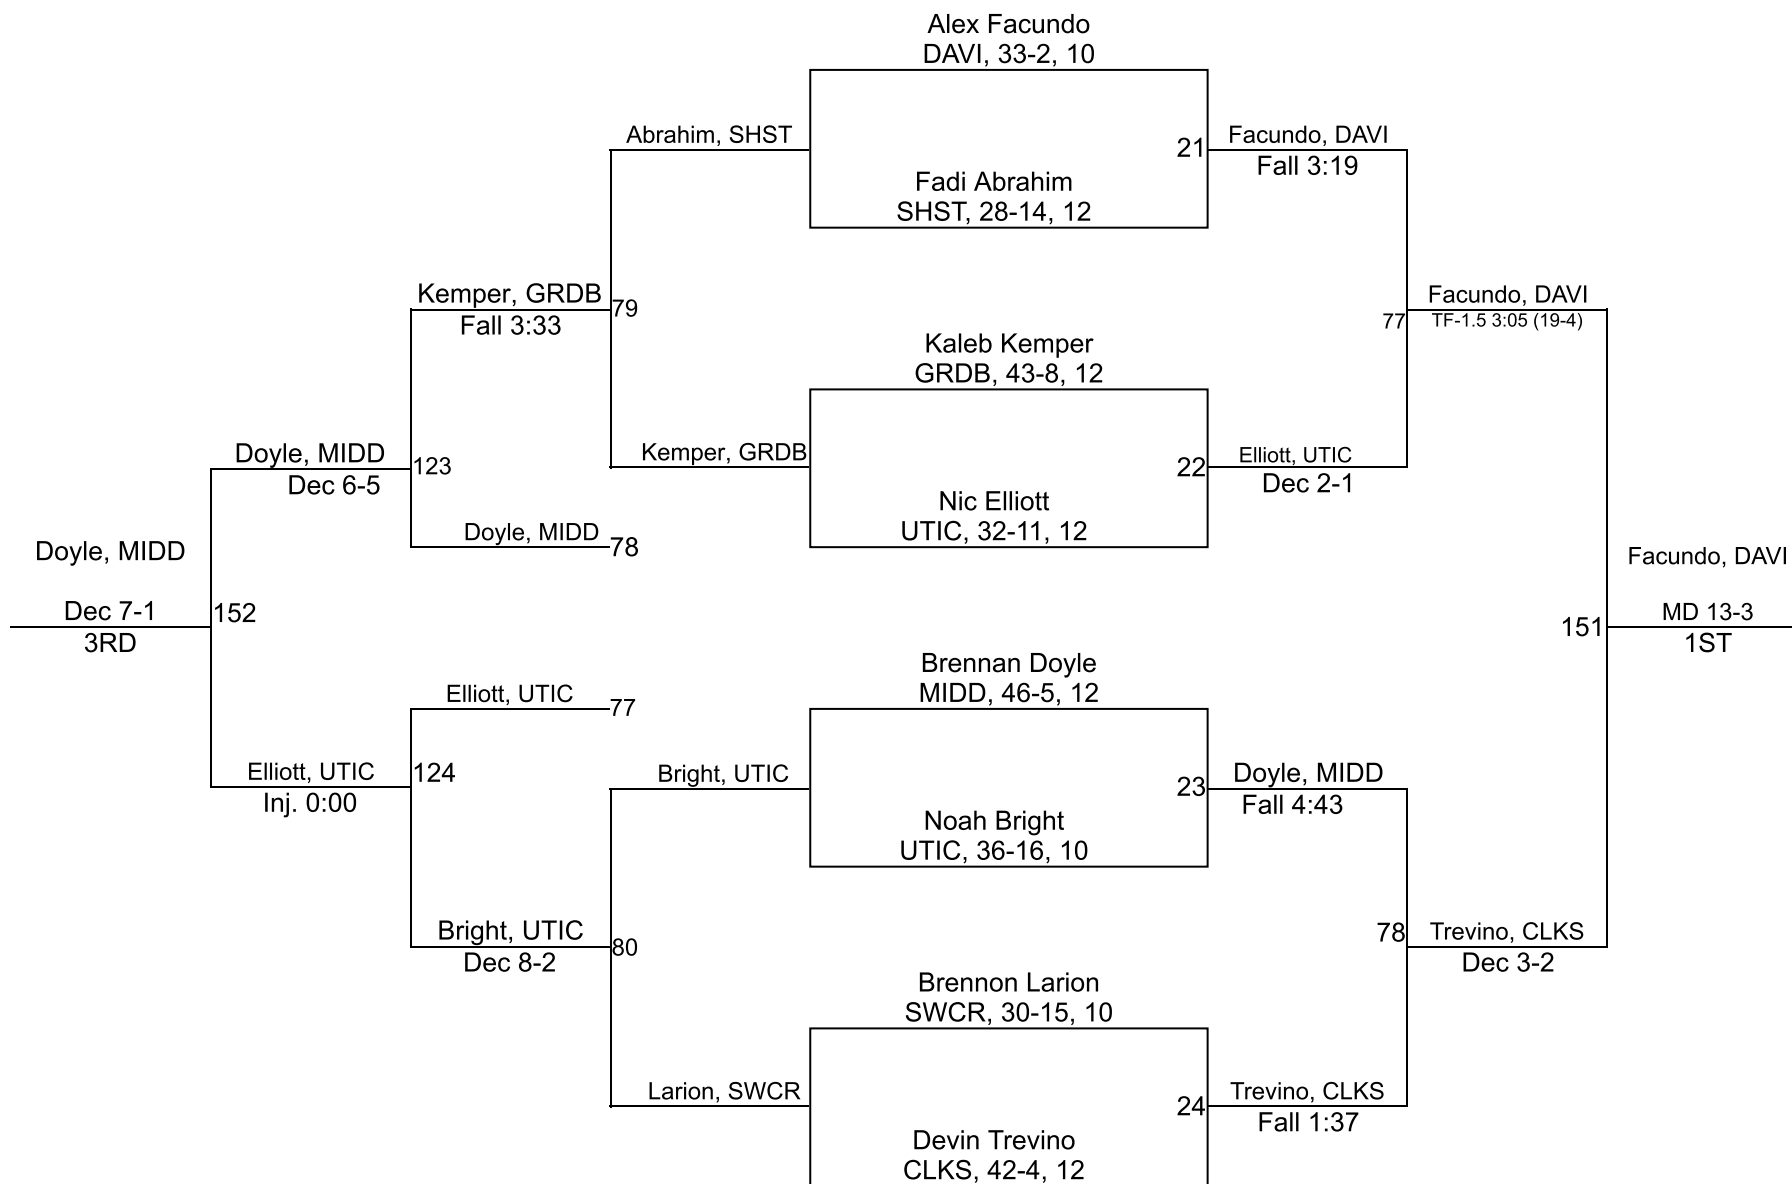 Alex Facundo
DAVI, 33-2, 10
Abrahim, SHST
21
Facundo, DAVI
Fall 3:19
Fadi Abrahim
SHST, 28-14, 12
Kemper, GRDB
79
Fall 3:33
Facundo, DAVI
77
TF-1.5 3:05 (19-4)
Kaleb Kemper
GRDB, 43-8, 12
Doyle, MIDD
123
Dec 6-5
Kemper, GRDB
22
Elliott, UTIC
Dec 2-1
Nic Elliott
UTIC, 32-11, 12
Doyle, MIDD
78
Doyle, MIDD
Facundo, DAVI
Dec 7-1
152
3RD
151
MD 13-3
1ST
Brennan Doyle
MIDD, 46-5, 12
Elliott, UTIC
77
Elliott, UTIC
124
Inj. 0:00
Bright, UTIC
23
Doyle, MIDD
Fall 4:43
Noah Bright
UTIC, 36-16, 10
Bright, UTIC
80
Dec 8-2
78
Trevino, CLKS
Dec 3-2
Brennon Larion
SWCR, 30-15, 10
Larion, SWCR
24
Trevino, CLKS
Fall 1:37
Devin Trevino
CLKS, 42-4, 12